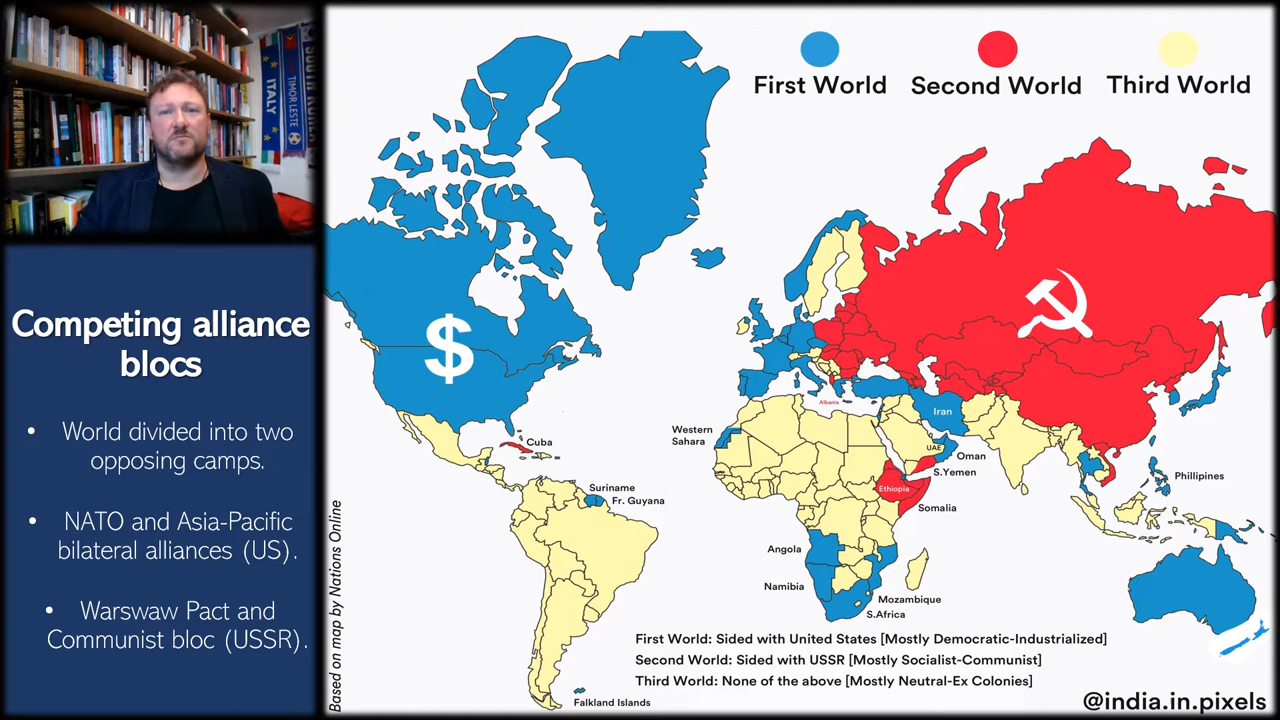 ITALY
TIMOR LESTE
Competing alliance
blocs
• World divided into two
opposing camps.
• NATO and Asia-Pacific
bilateral alliances (US).
• Warswaw Pact and
Communist bloc (USSR).
First World
Second World
Third World
$
Albania
Iran
Western
Sahara
UAE
Oman
Cuba
S.Yemen
Phillipines
Suriname
Ethiopia
Fr. Guyana
Somalia
Angola
Namibia
Mozambique
S.Africa
First World: Sided with United States [Mostly Democratic-Industrialized]
Second World: Sided with USSR [Mostly Socialist-Communist]
Third World: None of the above [Mostly Neutral-Ex Colonies]
Falkland Islands
Based on map by Nations Online
@india.in.pixels